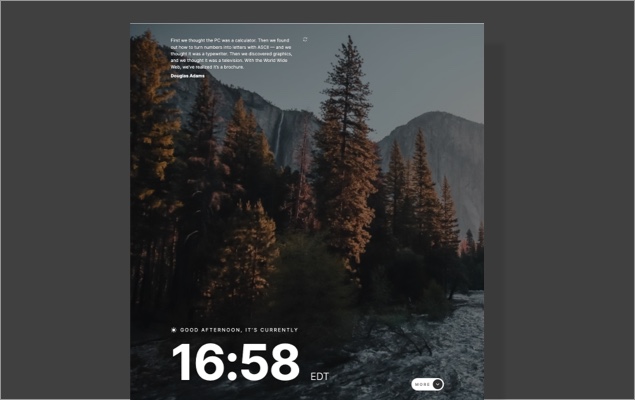 First we thought the PC was a calculator. Then we found
out how to turn numbers into letters with ASCII — and we
thought it was a typewriter. Then we discovered graphics,
and we thought it was a television. With the World Wide
Web, we've realized it's a brochure.
Douglas Adams
GOOD AFTERNOON, IT'S CURRENTLY
16:58 EDT
MORE